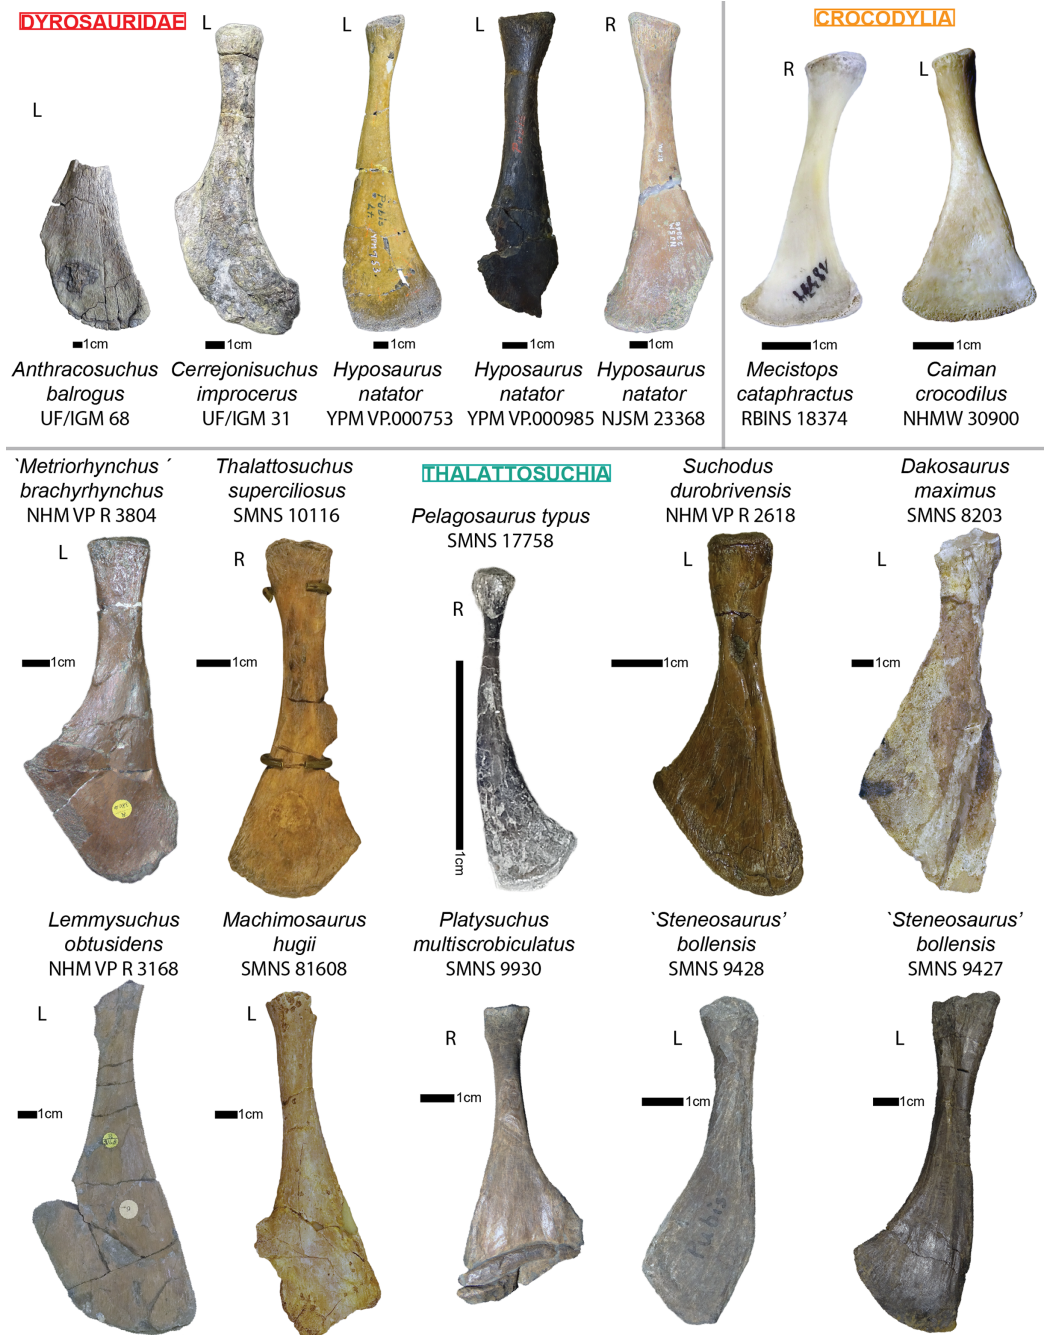 DYROSAURIDAE
CROCODYLIA
L
L
L
L
R
R
L
1cm
1cm
1cm
1cm
1cm
1cm
1cm
Anthracosuchus
balrogus
UF/IGM 68
Cerrejonisuchus
improcerus
UF/IGM 31
Hyposaurus
natator
YPM VP.000753
Hyposaurus
natator
YPM VP.000985
Hyposaurus
natator
NJSM 23368
Mecistops
cataphractus
RBINS 18374
Caiman
crocodilus
NHMW 30900
`Metriorhynchus ´
brachyrhynchus
NHM VP R 3804
Thalattosuchus
superciliosus
SMNS 10116
THALATTOSUCHIA
Pelagosaurus typus
SMNS 17758
Suchodus
durobrivensis
NHM VP R 2618
Dakosaurus
maximus
SMNS 8203
L
R
R
L
L
1cm
1cm
1cm
1cm
1cm
Lemmysuchus
obtusidens
NHM VP R 3168
Machimosaurus
hugii
SMNS 81608
Platysuchus
multiscrobiculatus
SMNS 9930
`Steneosaurus’
bollensis
SMNS 9428
`Steneosaurus’
bollensis
SMNS 9427
L
L
R
L
L
1cm
1cm
1cm
1cm
1cm
Pubis